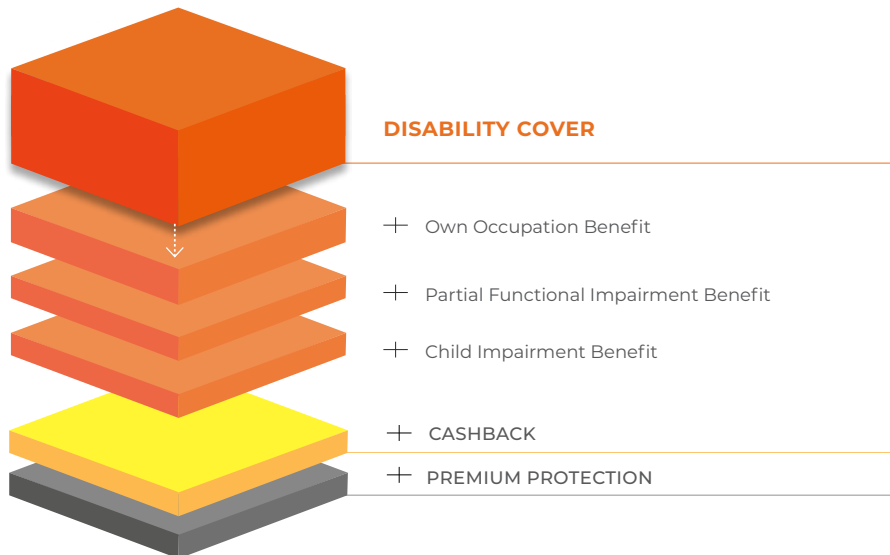 DISABILITY COVER
+ Own Occupation Benefit
+ Partial Functional Impairment Benefit
+ Child Impairment Benefit
+ CASHBACK
+ PREMIUM PROTECTION